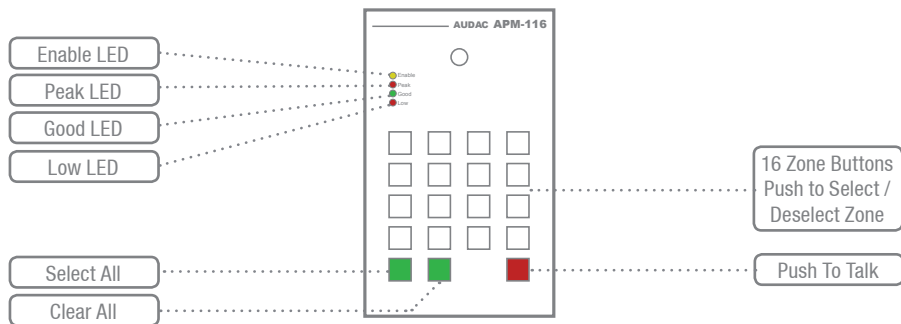 AUDAC APM-116
Enable LED
Peak LED
Good LED
Low LED
Enable
Peak
Good
Low
16 Zone Buttons
Push to Select /
Deselect Zone
Select All
Clear All
Push To Talk